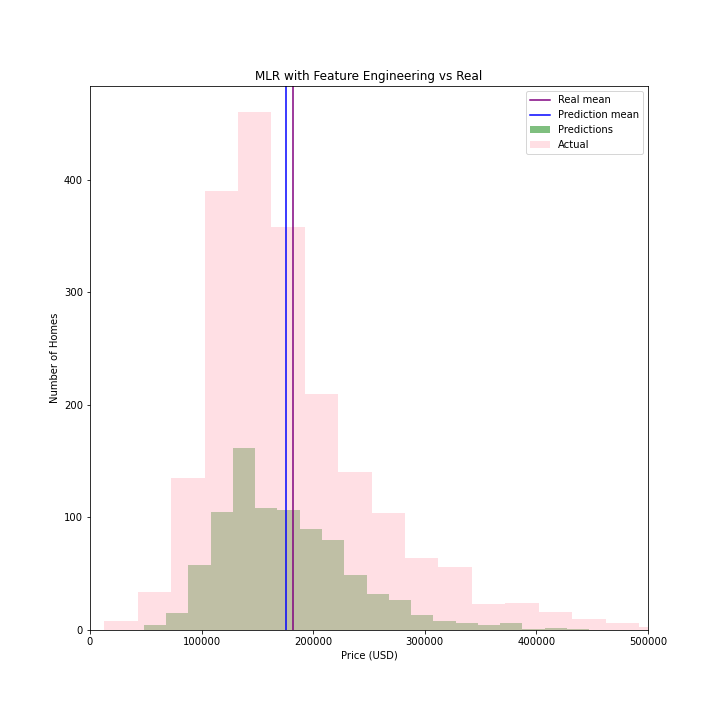 MLR with Feature Engineering vs Real
Real mean
Prediction mean
Predictions
Actual
400
300
200
100
0
Number of Homes
0 100000 200000 300000 400000 500000
Price (USD)